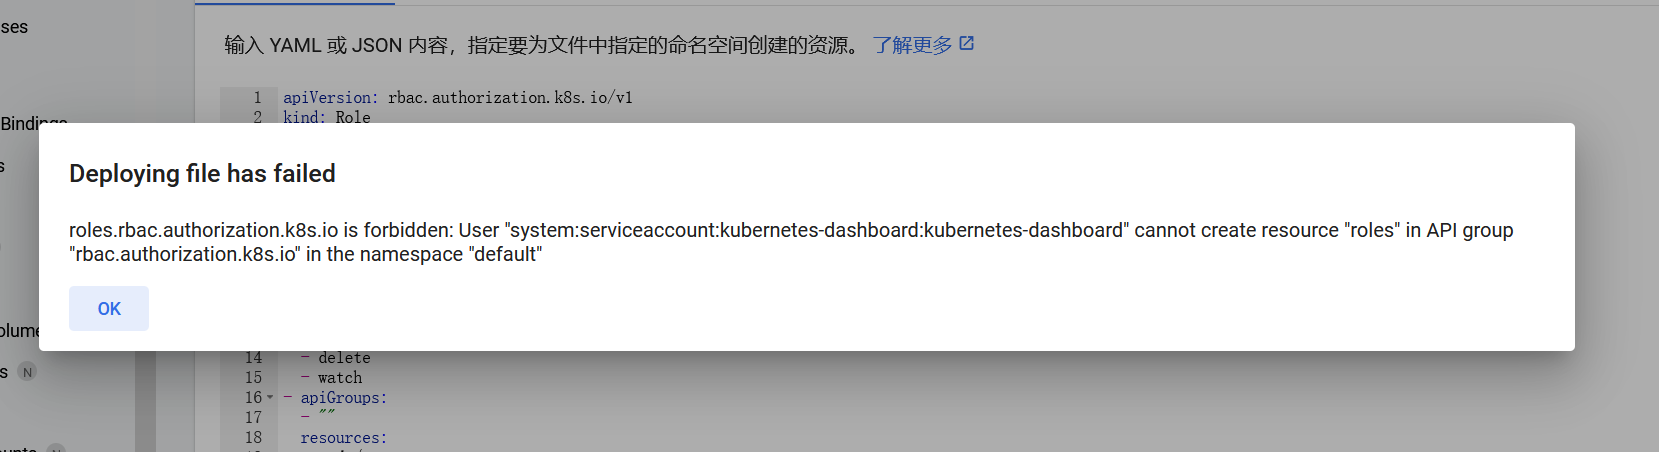 ses
输入 YAML 或 JSON 内容，指定要为文件中指定的命名空间创建的资源。 了解更多
1 apiVersion: rbac.authorization.k8s.io/v1
2 kind: Role
Bindings
s
Deploying file has failed
roles.rbac.authorization.k8s.io is forbidden: User "system:serviceaccount:kubernetes-dashboard:kubernetes-dashboard" cannot create resource "roles" in API group
"rbac.authorization.k8s.io" in the namespace "default"
OK
olume
14 - delete
15 - watch
s N
16 - apiGroups:
17 - ""
18 resources: